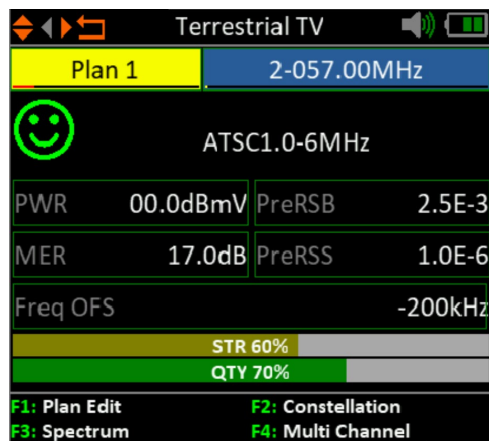 Terrestrial TV
Plan 1 2-057.00MHz
ATSC1.0-6MHz
PWR 00.0dBmV PreRSB 2.5E-3
MER 17.0dB PreRSS 1.0E-6
Freq OFS -200kHz
STR 60%
QTY 70%
F1: Plan Edit F2: Constellation
F3: Spectrum F4: Multi Channel